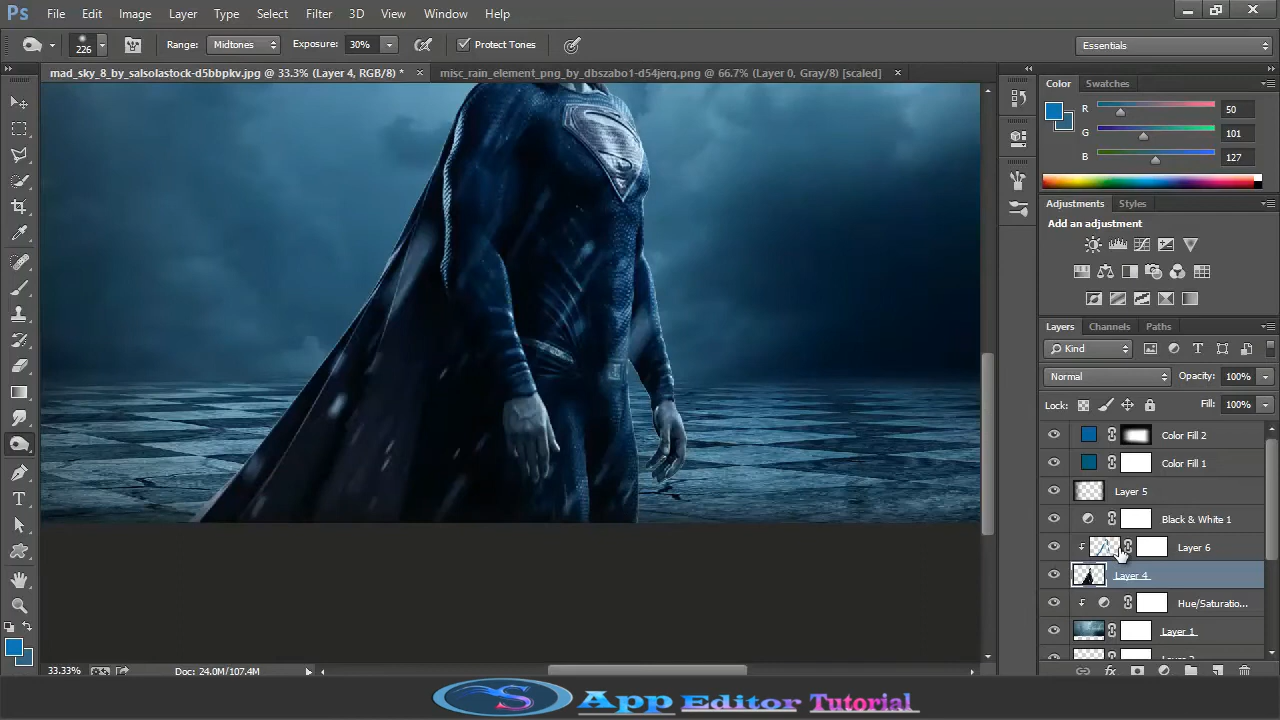 Ps File Edit Image Layer Type Select Filter 3D View Window Help
226 Range: Midtones Exposure: 30% Protect Tones Essentials
mad_sky_8_by_salsolastock-d5bbpkv.jpg @ 33.3% (Layer 4, RGB/8) * misc_rain_element_png_by_dbszabo1-d54jerq.png @ 66.7% (Layer 0, Gray/8) [scaled]
Color Swatches
R 50
G 101
B 127
Adjustments Styles
Add an adjustment
Layers Channels Paths
Kind
Normal Opacity: 100%
Lock: Fill: 100%
Color Fill 2
Color Fill 1
Layer 5
Black & White 1
Layer 6
Layer 4
Hue/Saturatio...
Layer 1
33.33% Doc: 24.0M/107.4M
S App Editor Tutorial